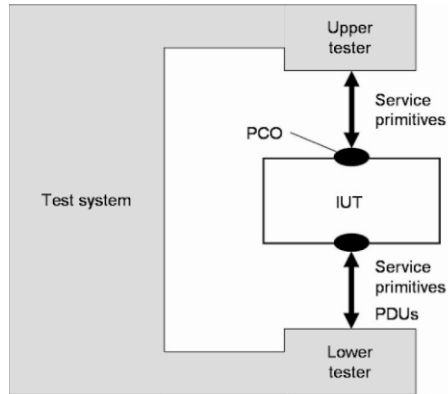 Upper
tester
Service
primitives
PCO
Test system
IUT
Service
primitives
PDUs
Lower
tester